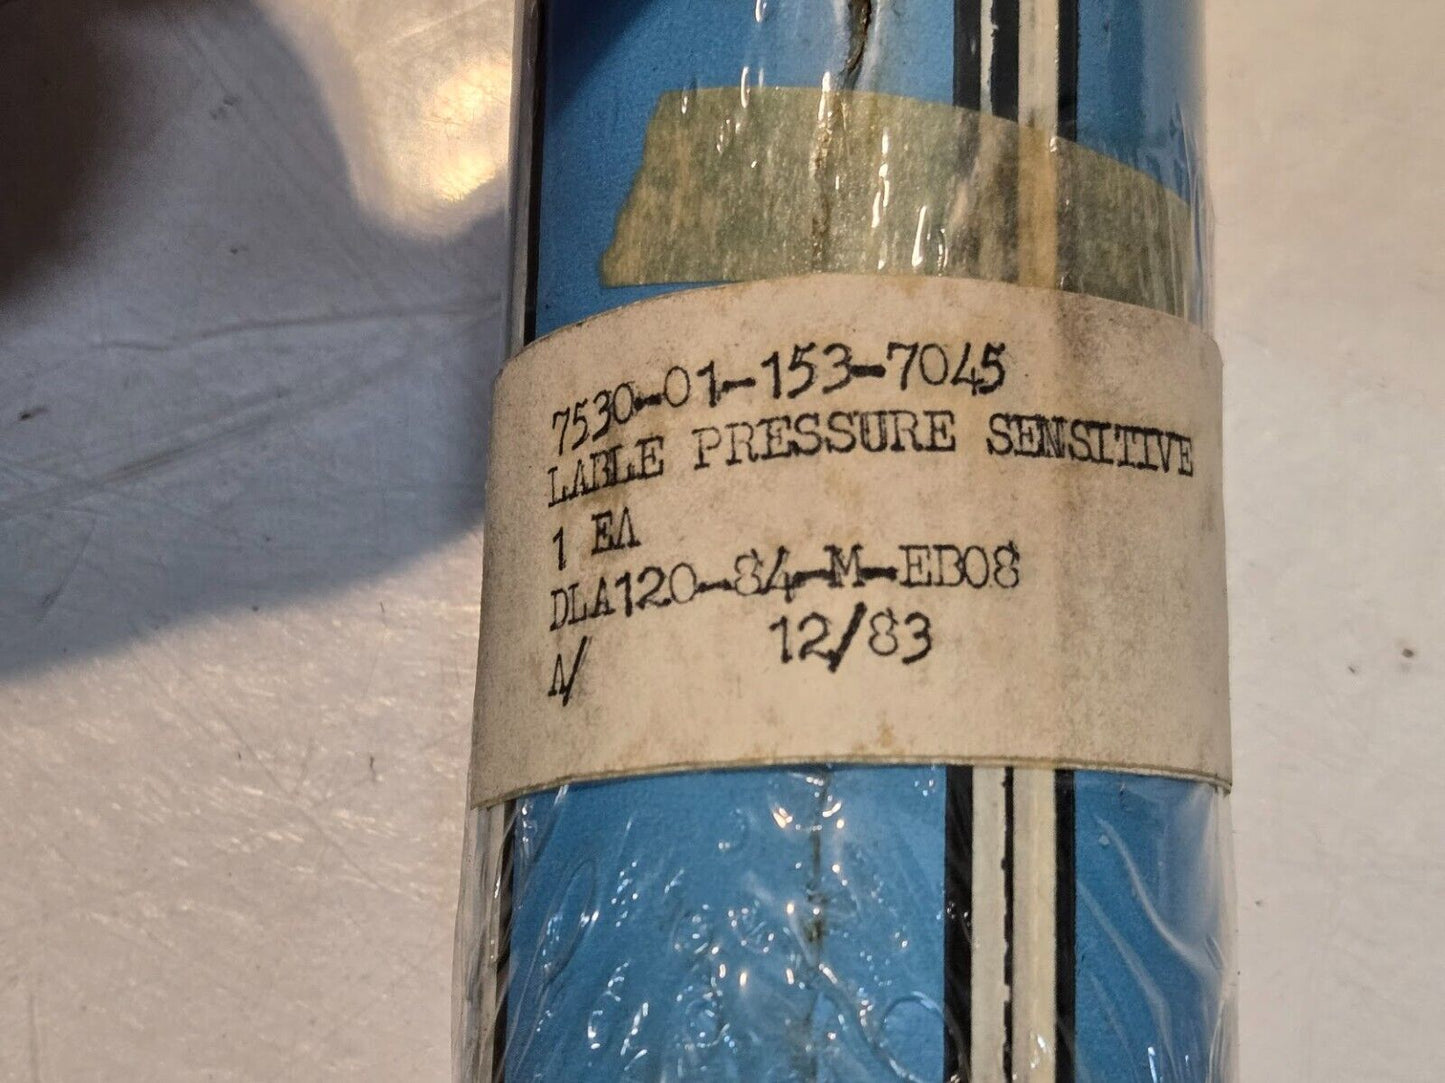 7530-01-153-7045
LABLE PRESSURE SENSITIVE
1 EA
DLA120-84-M-EB08
A/ 12/83